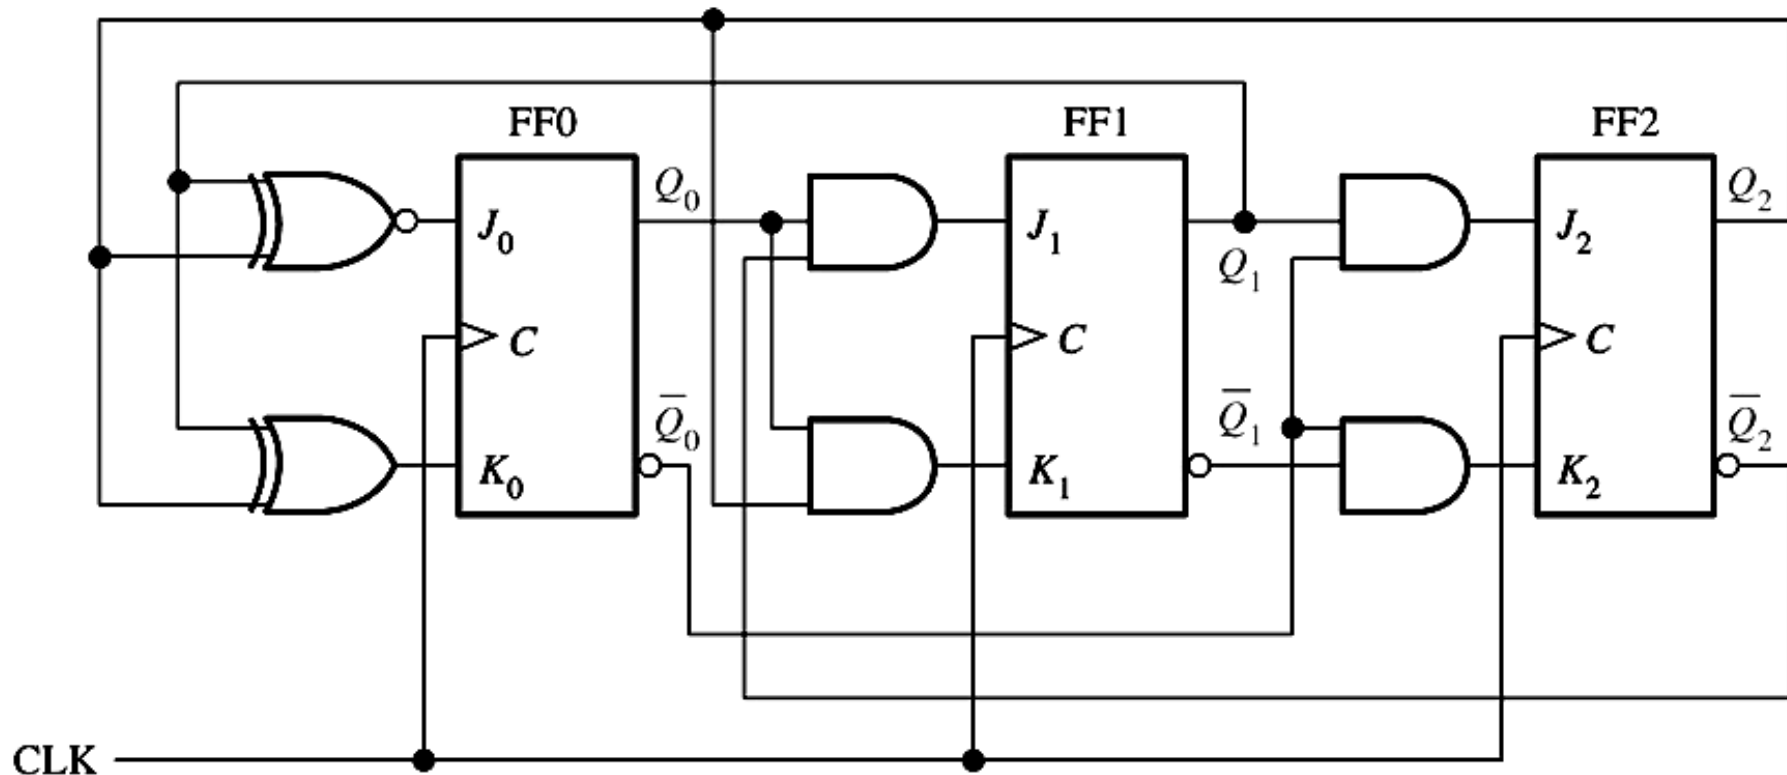 FF0 FF1 FF2
Q₀ Q₂
J₀ J₁ J₂
Q₁
C C C
Q̅₀ Q̅₁ Q̅₂
K₀ K₁ K₂
CLK